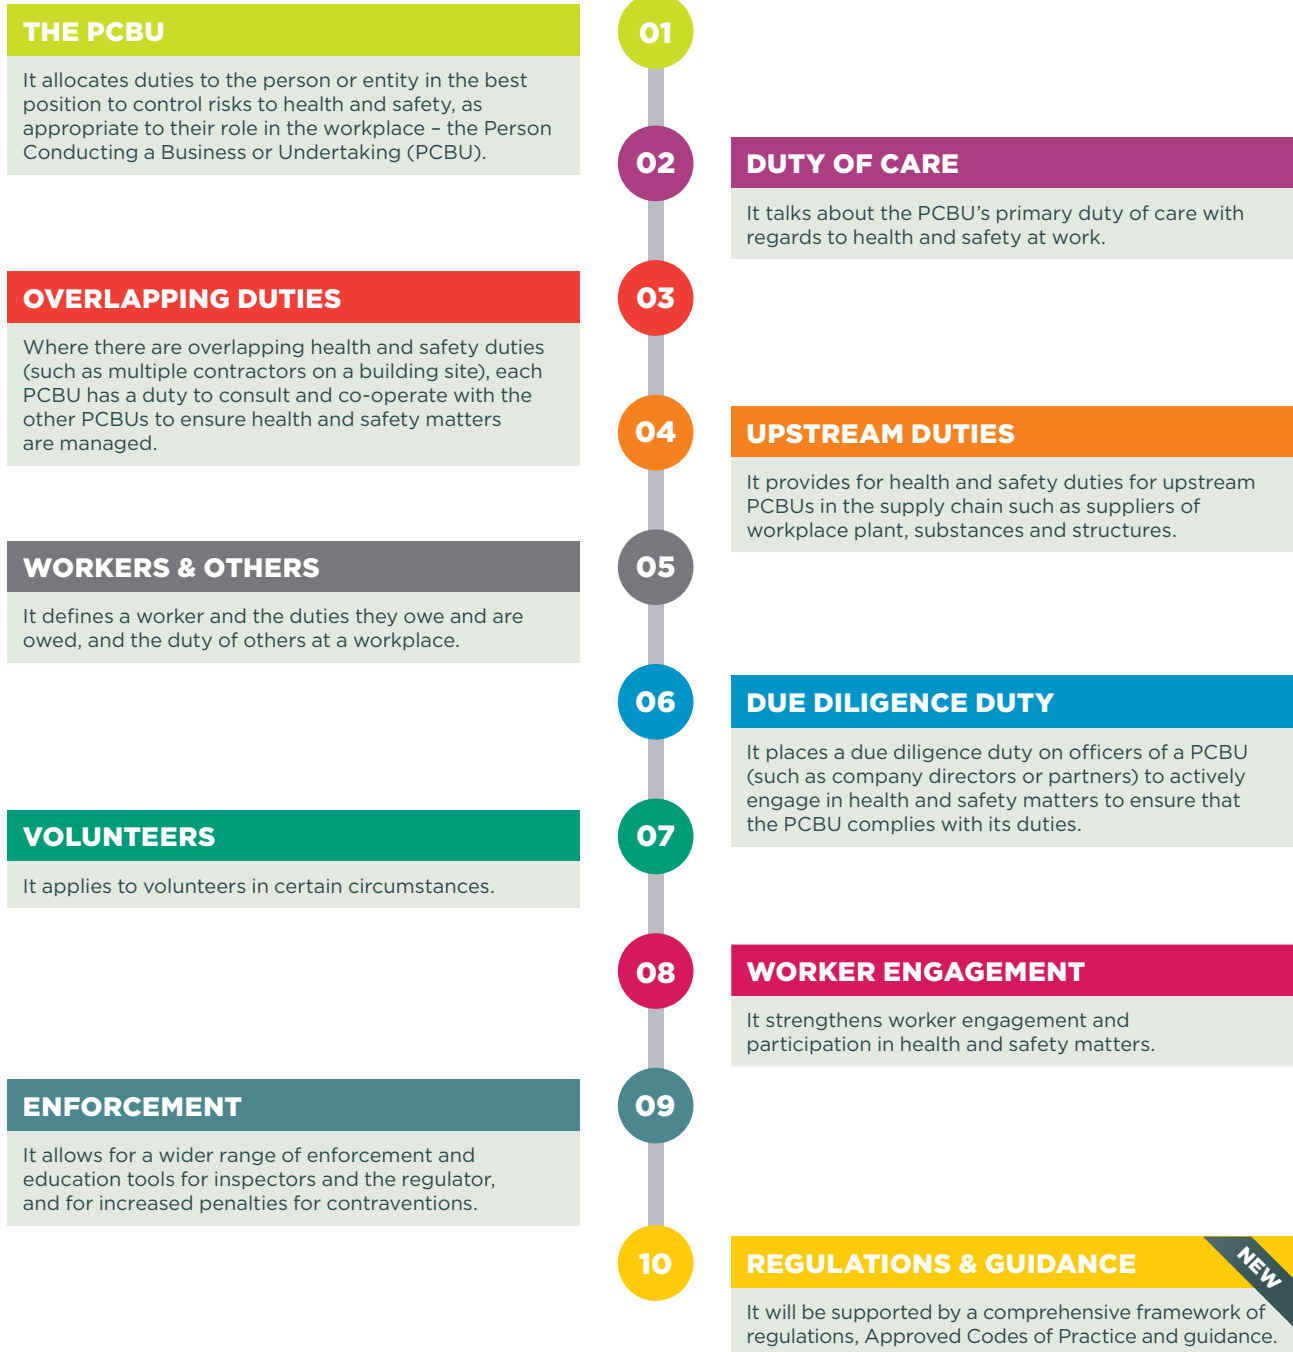 THE PCBU
01
It allocates duties to the person or entity in the best
position to control risks to health and safety, as
appropriate to their role in the workplace – the Person
Conducting a Business or Undertaking (PCBU).
02
DUTY OF CARE
It talks about the PCBU’s primary duty of care with
regards to health and safety at work.
OVERLAPPING DUTIES
03
Where there are overlapping health and safety duties
(such as multiple contractors on a building site), each
PCBU has a duty to consult and co-operate with the
other PCBUs to ensure health and safety matters
are managed.
04
UPSTREAM DUTIES
It provides for health and safety duties for upstream
PCBUs in the supply chain such as suppliers of
workplace plant, substances and structures.
WORKERS & OTHERS
05
It defines a worker and the duties they owe and are
owed, and the duty of others at a workplace.
06
DUE DILIGENCE DUTY
It places a due diligence duty on officers of a PCBU
(such as company directors or partners) to actively
engage in health and safety matters to ensure that
the PCBU complies with its duties.
VOLUNTEERS
07
It applies to volunteers in certain circumstances.
08
WORKER ENGAGEMENT
It strengthens worker engagement and
participation in health and safety matters.
ENFORCEMENT
09
It allows for a wider range of enforcement and
education tools for inspectors and the regulator,
and for increased penalties for contraventions.
10
REGULATIONS & GUIDANCE
NEW
It will be supported by a comprehensive framework of
regulations, Approved Codes of Practice and guidance.